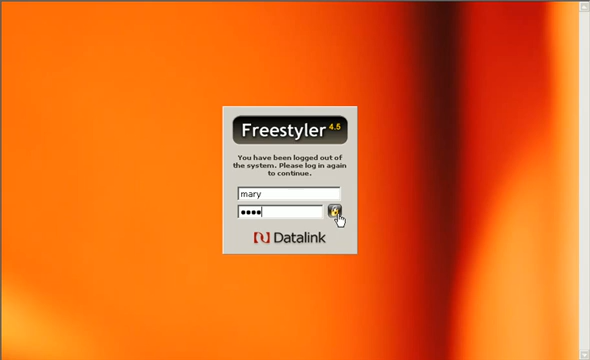 Freestyler 4.5
You have been logged out of
the system. Please log in again
to continue.
mary
••••
Datalink